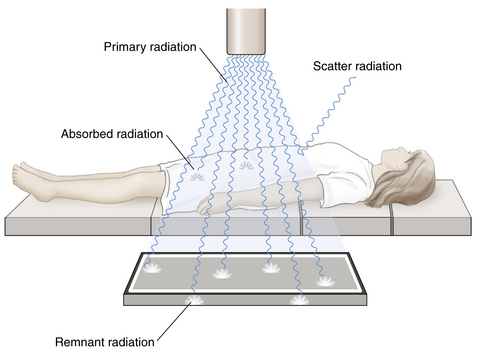 Primary radiation
Scatter radiation
Absorbed radiation
Remnant radiation